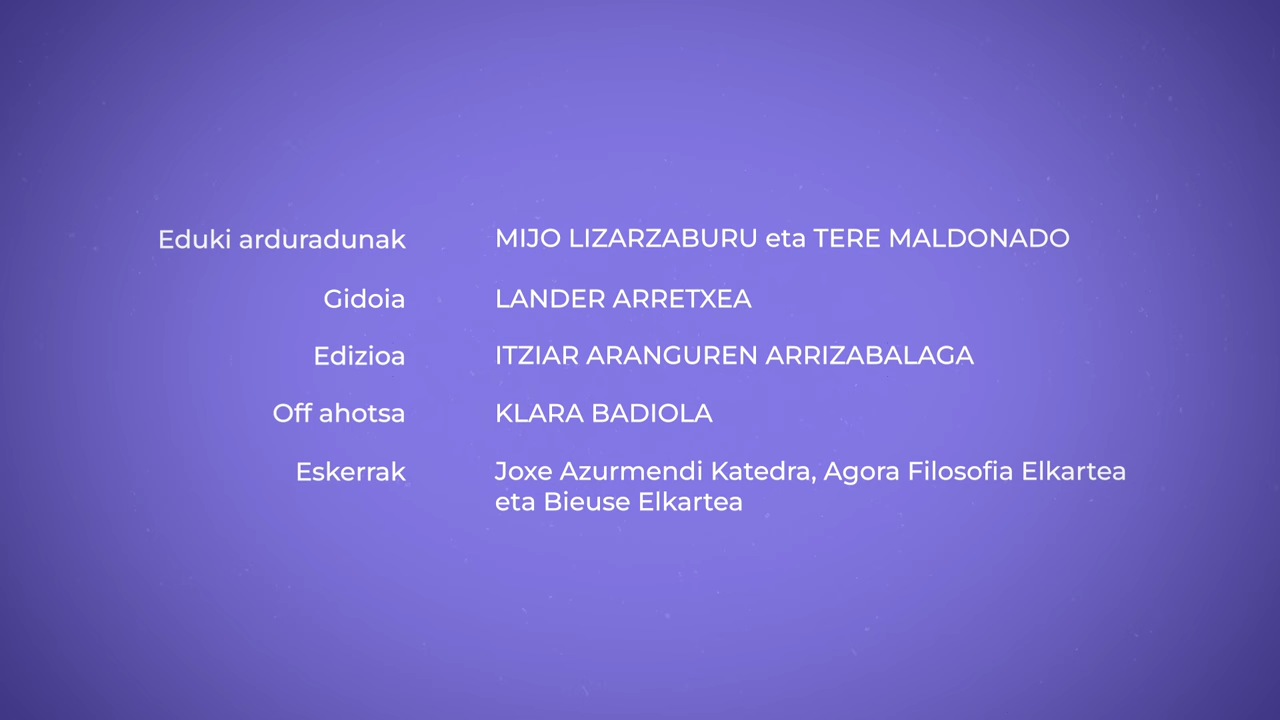 Eduki arduradunak MIJO LIZARZABURU eta TERE MALDONADO
Gidoia LANDER ARRETXEA
Edizioa ITZIAR ARANGUREN ARRIZABALAGA
Off ahotsa KLARA BADIOLA
Eskerrak Joxe Azurmendi Katedra, Agora Filosofia Elkartea
eta Bieuse Elkartea